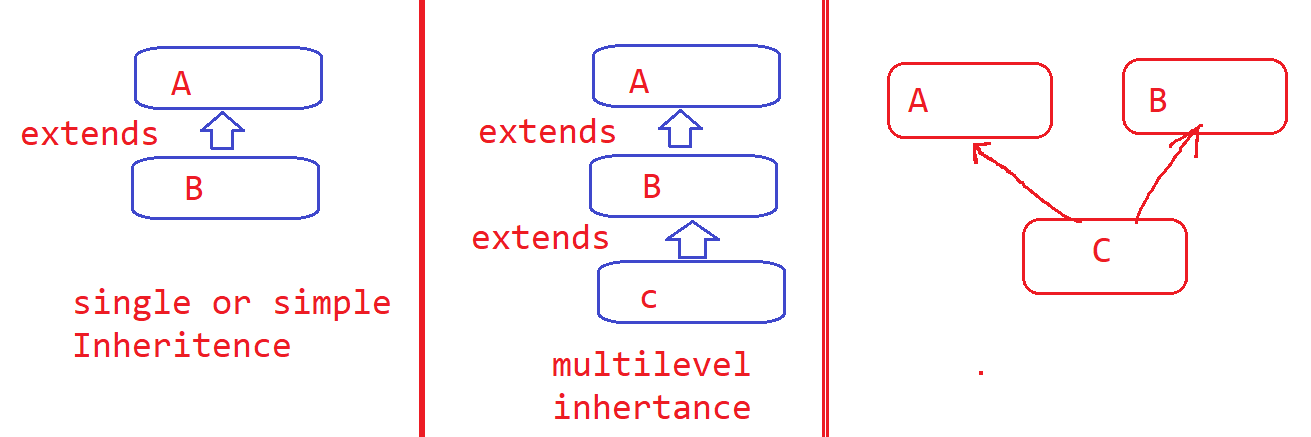 A
extends
B
single or simple
Inheritence
A
extends
B
extends
c
multilevel
inhertance
A
B
C